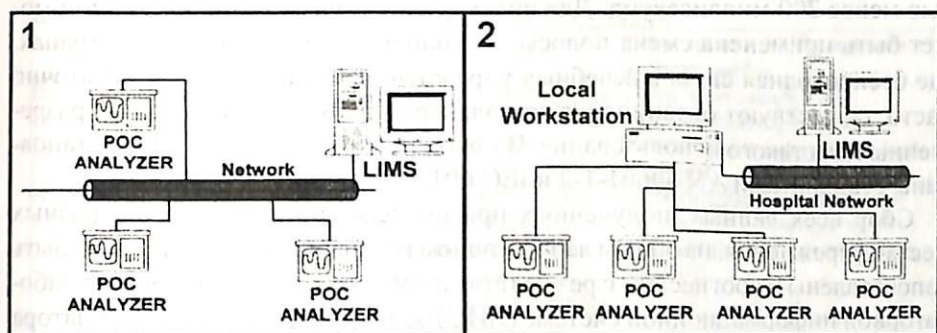 1
POC
ANALYZER
Network
LIMS
POC
ANALYZER
POC
ANALYZER
2
Local
Workstation
LIMS
Hospital Network
POC
ANALYZER
POC
ANALYZER
POC
ANALYZER
POC
ANALYZER